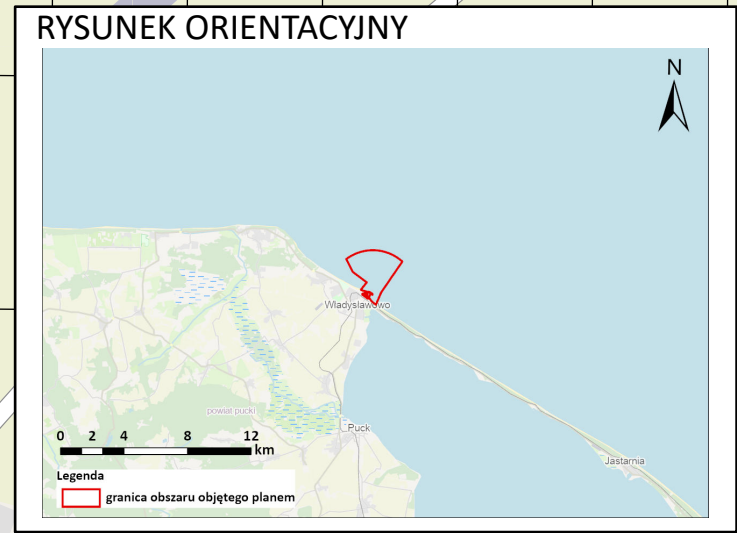 RYSUNEK ORIENTACYJNY
N
Władysławowo
powiat pucki
Puck
Jastarnia
0 2 4 8 12
km
Legenda
granica obszaru objętego planem